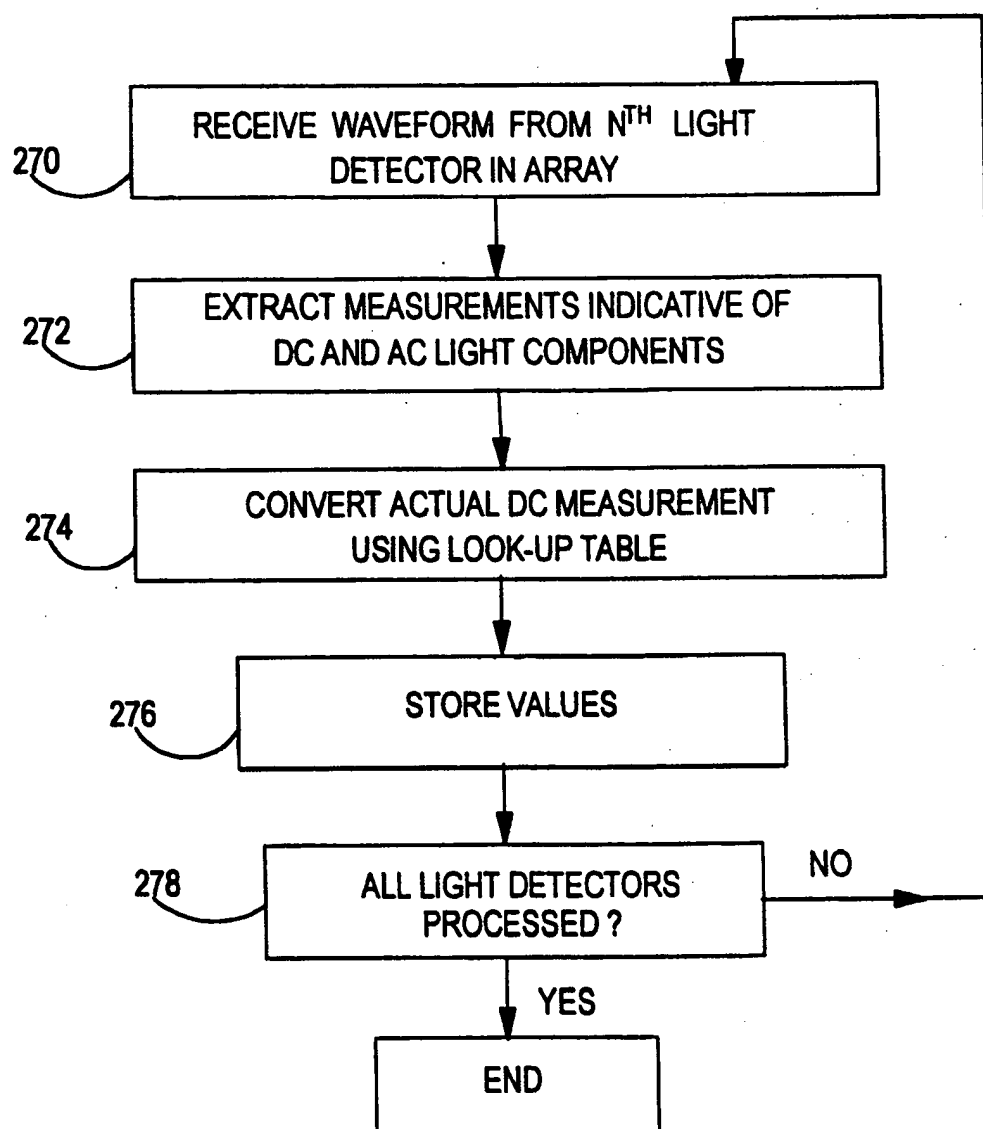 RECEIVE WAVEFORM FROM NTH LIGHT
DETECTOR IN ARRAY
270
EXTRACT MEASUREMENTS INDICATIVE OF
DC AND AC LIGHT COMPONENTS
272
CONVERT ACTUAL DC MEASUREMENT
USING LOOK-UP TABLE
274
STORE VALUES
276
ALL LIGHT DETECTORS
PROCESSED ?
278
NO
YES
END